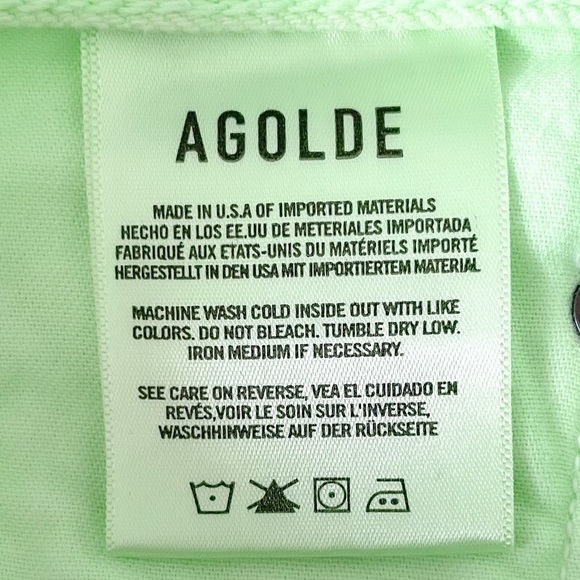 AGOLDE
MADE IN U.S.A OF IMPORTED MATERIALS
HECHO EN LOS EE.UU DE METERIALES IMPORTADA
FABRIQUÉ AUX ETATS-UNIS DU MATÉRIELS IMPORTÉ
HERGESTELLT IN DEN USA MIT IMPORTIERTEM MATERIAL
MACHINE WASH COLD INSIDE OUT WITH LIKE
COLORS. DO NOT BLEACH. TUMBLE DRY LOW.
IRON MEDIUM IF NECESSARY.
SEE CARE ON REVERSE, VEA EL CUIDADO EN
REVÉS,VOIR LE SOIN SUR L'INVERSE,
WASCHHINWEISE AUF DER RÜCKSEITE